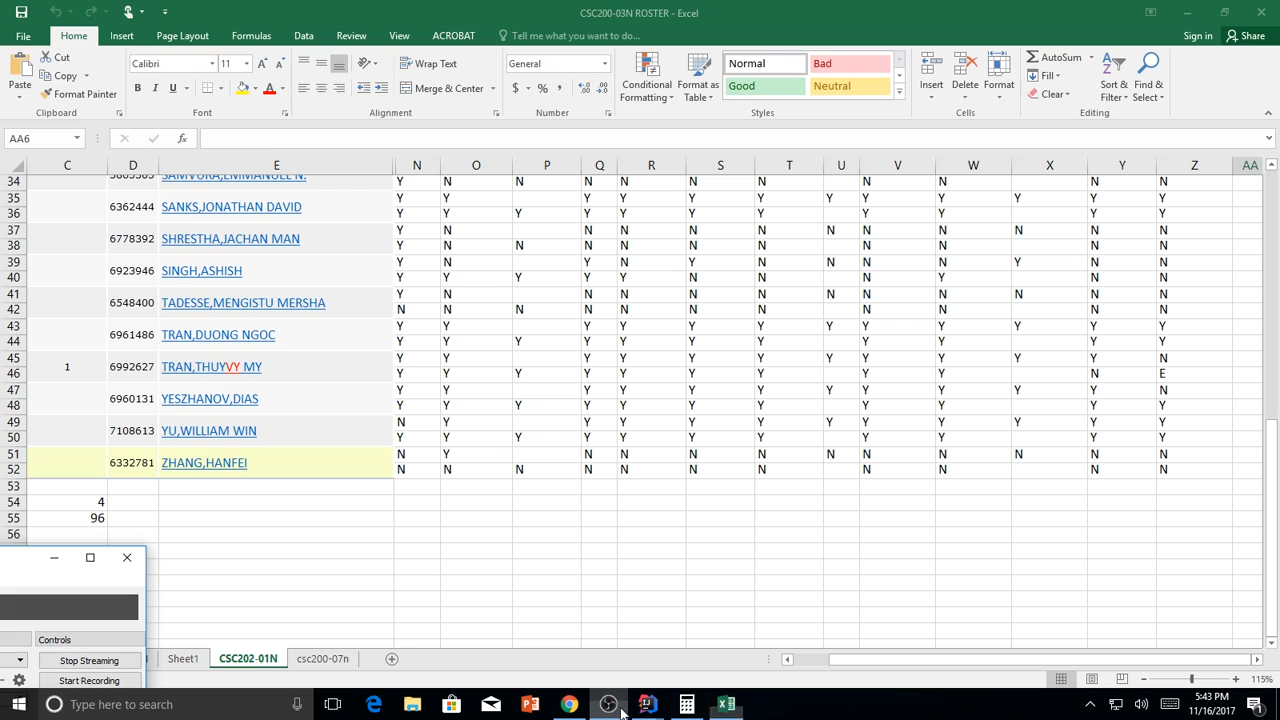 CSC200-03N ROSTER - Excel
File Home Insert Page Layout Formulas Data Review View ACROBAT Tell me what you want to do... Sign in Share
Paste Cut Copy Format Painter Calibri 11 B I U Wrap Text Merge & Center General $ % , Conditional Formatting Format as Table Normal Bad Good Neutral Insert Delete Format AutoSum Fill Clear Sort & Filter Find & Select
Clipboard Font Alignment Number Styles Cells Editing
AA6 fx
C D E N O P Q R S T U V W X Y Z AA
34 SAMVURA,EMMANUEL N. Y N N N N N N N N N N
35 Y Y Y Y Y Y Y Y Y Y Y Y
6362444 SANKS,JONATHAN DAVID
36 Y Y Y Y Y Y Y Y Y Y Y
37 Y N N N N N N N N N N N
6778392 SHRESTHA,JACHAN MAN
38 Y N N N N N N N N N N
39 Y N Y N Y N N N N Y N N
6923946 SINGH,ASHISH
40 Y Y Y Y Y N N N Y N N
41 Y N N N N N N N N N N N
6548400 TADESSE,MENGISTU MERSHA
42 N N N N N N N N N N N
43 Y Y Y Y Y Y Y Y Y Y Y Y
6961486 TRAN,DUONG NGOC
44 Y Y Y Y Y Y Y Y Y Y Y
45 Y Y Y Y Y Y Y Y Y Y Y N
1 6992627 TRAN,THUYVY MY
46 Y Y Y Y Y Y Y Y Y N E
47 Y Y Y Y Y Y Y Y Y Y Y N
6960131 YESZHANOV,DIAS
48 Y Y Y Y Y Y Y Y Y Y Y
49 N Y Y Y Y Y Y Y Y Y Y Y
7108613 YU,WILLIAM WIN
50 Y Y Y Y Y Y Y Y Y Y Y
51 N Y N N N N N N N N N N
6332781 ZHANG,HANFEI
52 N N N N N N N N N N N
53
54 4
55 96
56
Controls
Stop Streaming
Start Recording
Sheet1 CSC202-01N csc200-07n
115%
Type here to search
5:43 PM
11/16/2017